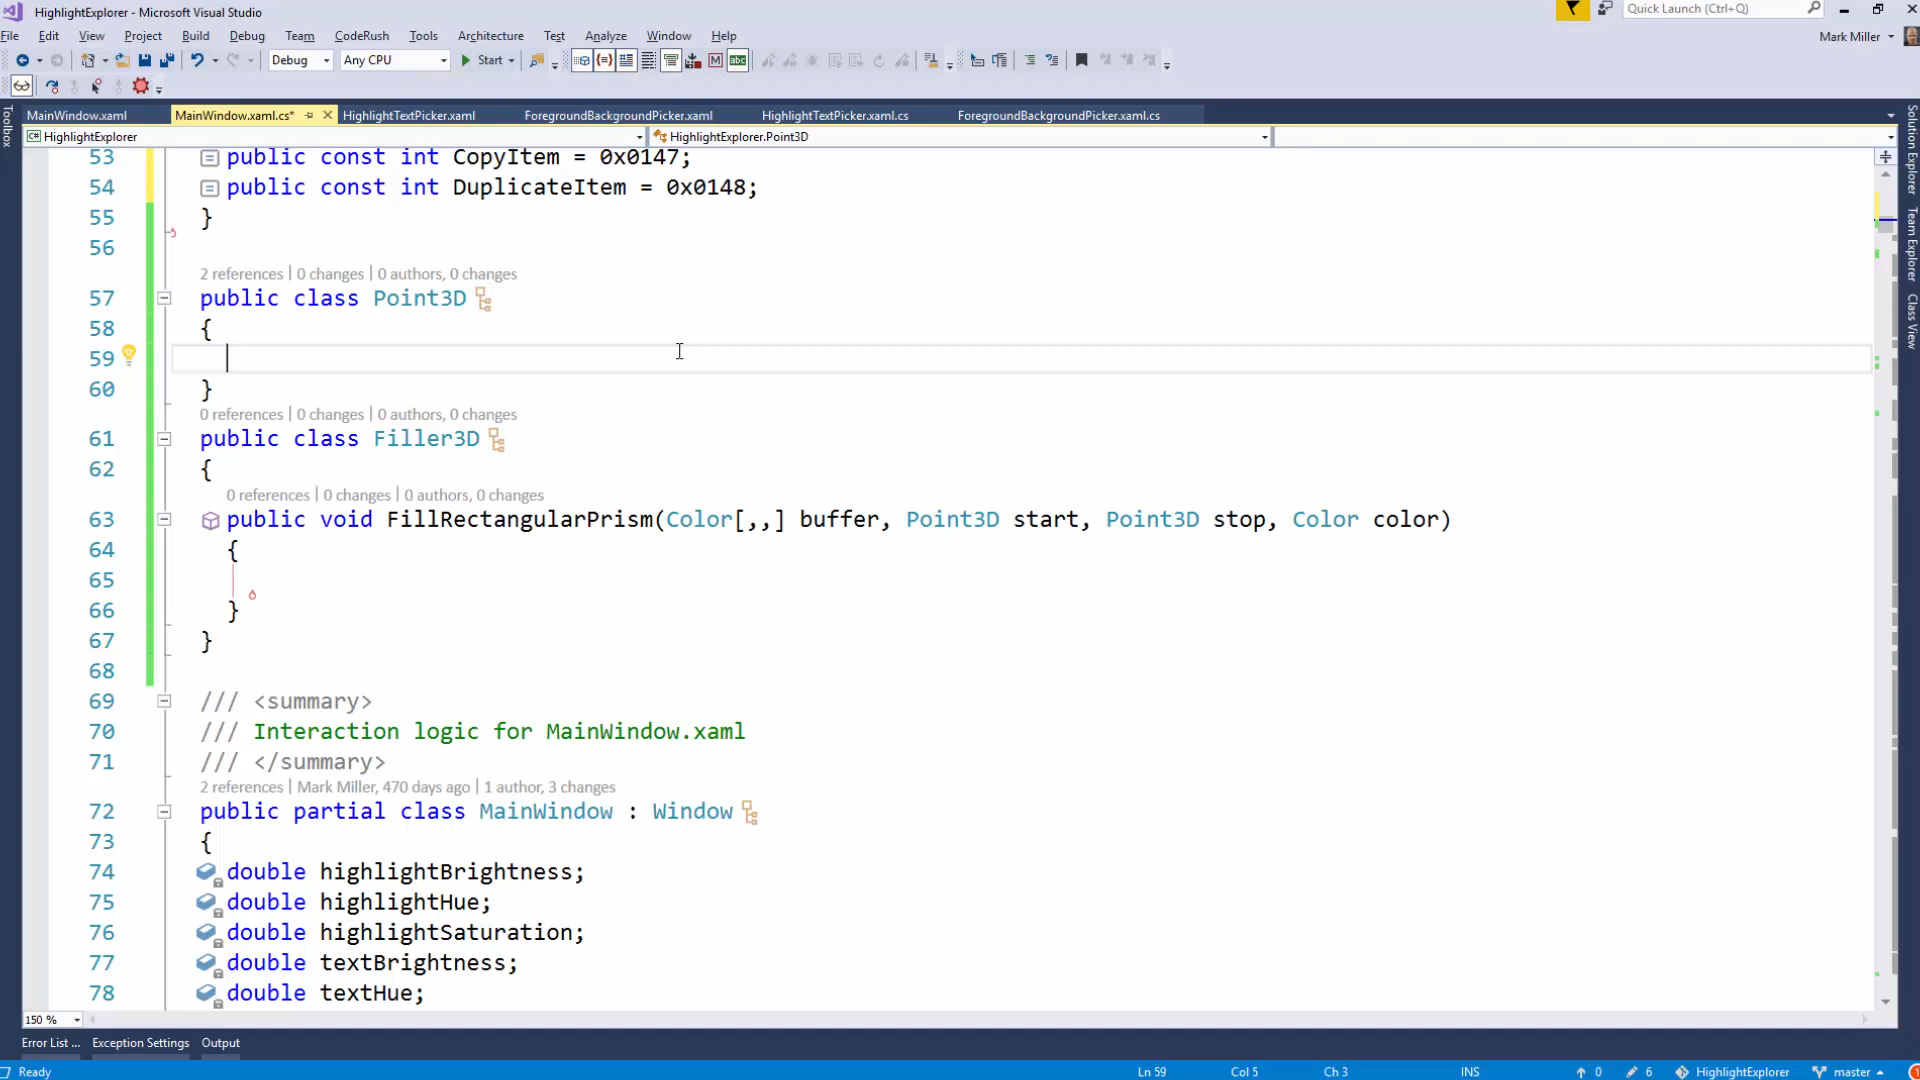 HighlightExplorer - Microsoft Visual Studio
Quick Launch (Ctrl+Q)
File Edit View Project Build Debug Team CodeRush Tools Architecture Test Analyze Window Help
Mark Miller
Debug Any CPU Start
MainWindow.xaml MainWindow.xaml.cs* HighlightTextPicker.xaml ForegroundBackgroundPicker.xaml HighlightTextPicker.xaml.cs ForegroundBackgroundPicker.xaml.cs
HighlightExplorer HighlightExplorer.Point3D
Toolbox
Solution Explorer
Team Explorer
Class View
53 public const int CopyItem = 0x0147;
54 public const int DuplicateItem = 0x0148;
55 }
56
2 references | 0 changes | 0 authors, 0 changes
57 public class Point3D
58 {
59
60 }
0 references | 0 changes | 0 authors, 0 changes
61 public class Filler3D
62 {
0 references | 0 changes | 0 authors, 0 changes
63 public void FillRectangularPrism(Color[,,] buffer, Point3D start, Point3D stop, Color color)
64 {
65
66 }
67 }
68
69 /// <summary>
70 /// Interaction logic for MainWindow.xaml
71 /// </summary>
2 references | Mark Miller, 470 days ago | 1 author, 3 changes
72 public partial class MainWindow : Window
73 {
74 double highlightBrightness;
75 double highlightHue;
76 double highlightSaturation;
77 double textBrightness;
78 double textHue;
150 %
Error List ... Exception Settings Output
Ready Ln 59 Col 5 Ch 3 INS 0 6 HighlightExplorer master